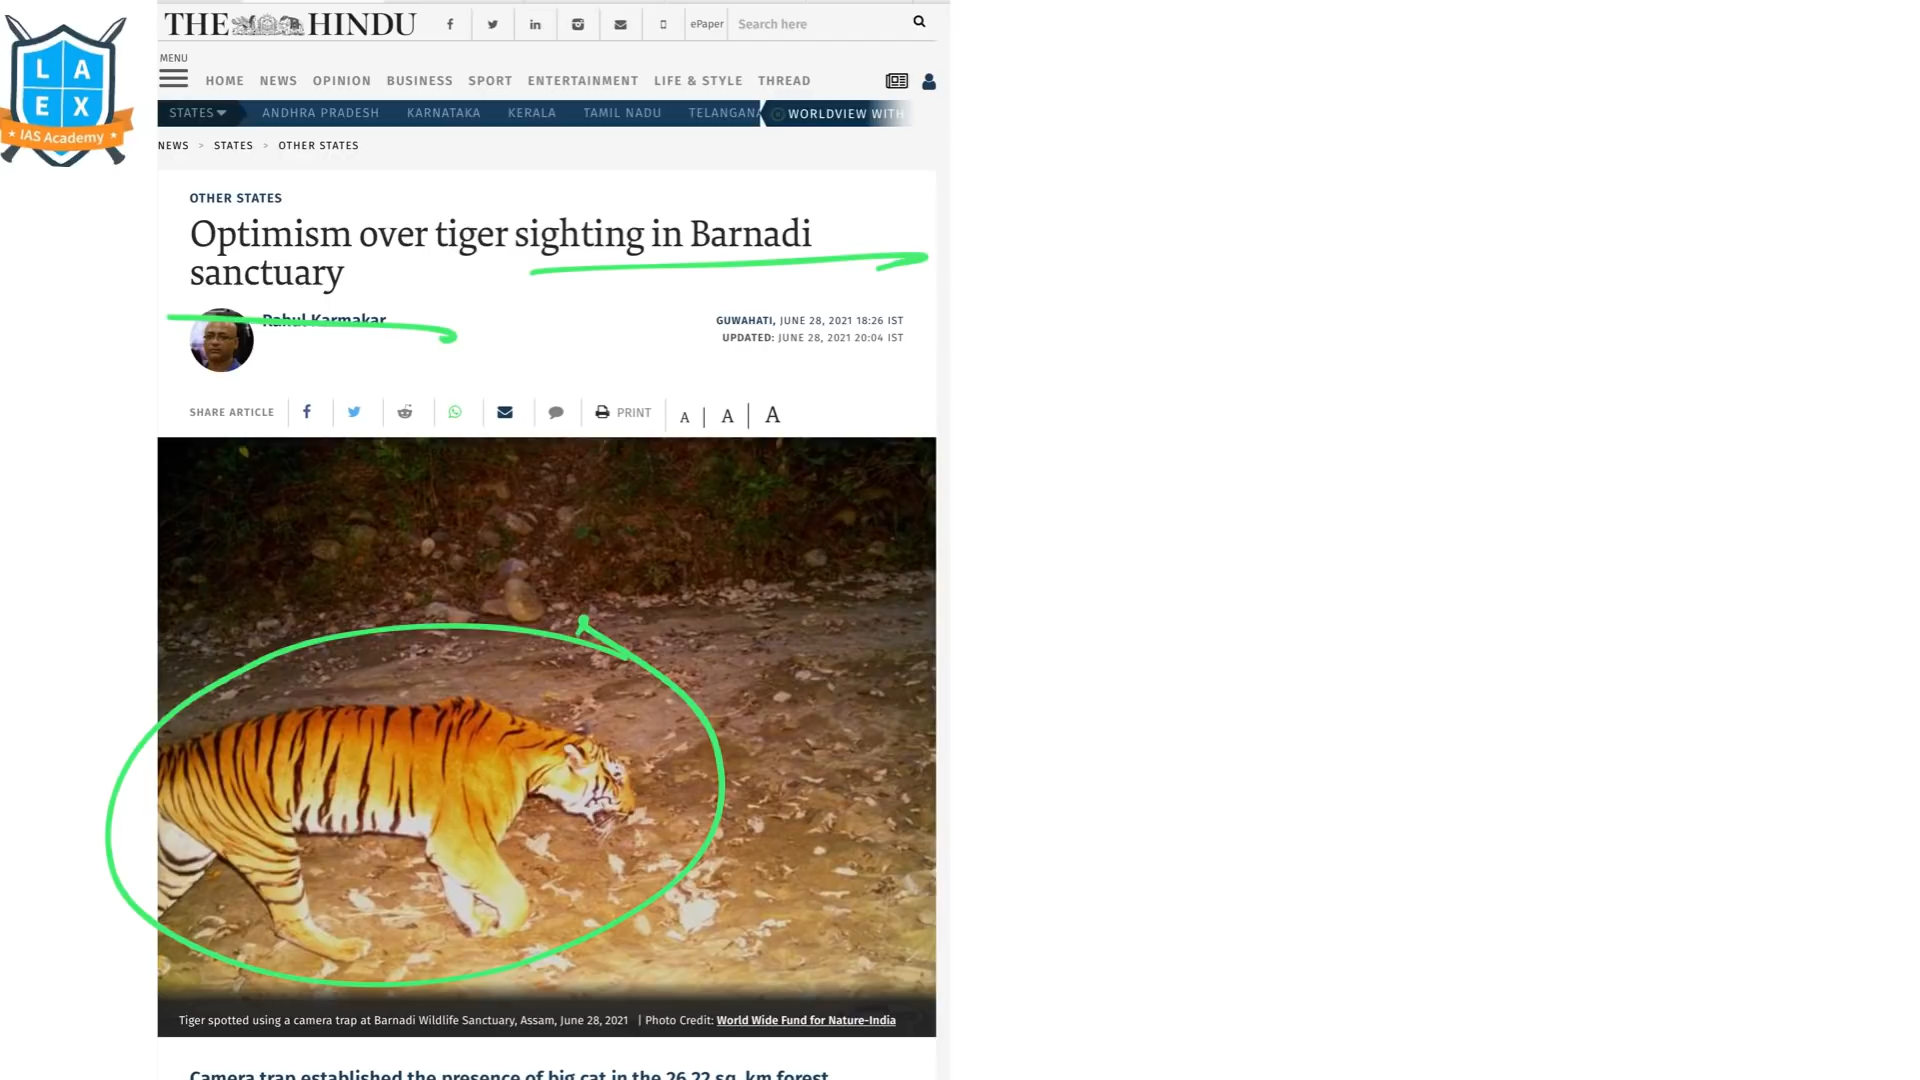 THE HINDU
ePaper
Search here
L A
E X
IAS Academy
MENU
HOME NEWS OPINION BUSINESS SPORT ENTERTAINMENT LIFE & STYLE THREAD
STATES ANDHRA PRADESH KARNATAKA KERALA TAMIL NADU TELANGANA WORLDVIEW WITH
NEWS > STATES > OTHER STATES
OTHER STATES
Optimism over tiger sighting in Barnadi
sanctuary
Rahul Karmakar
GUWAHATI, JUNE 28, 2021 18:26 IST
UPDATED: JUNE 28, 2021 20:04 IST
SHARE ARTICLE PRINT A | A | A
Tiger spotted using a camera trap at Barnadi Wildlife Sanctuary, Assam, June 28, 2021 | Photo Credit: World Wide Fund for Nature-India
Camera trap established the presence of big cat in the 26.22 sq. km forest